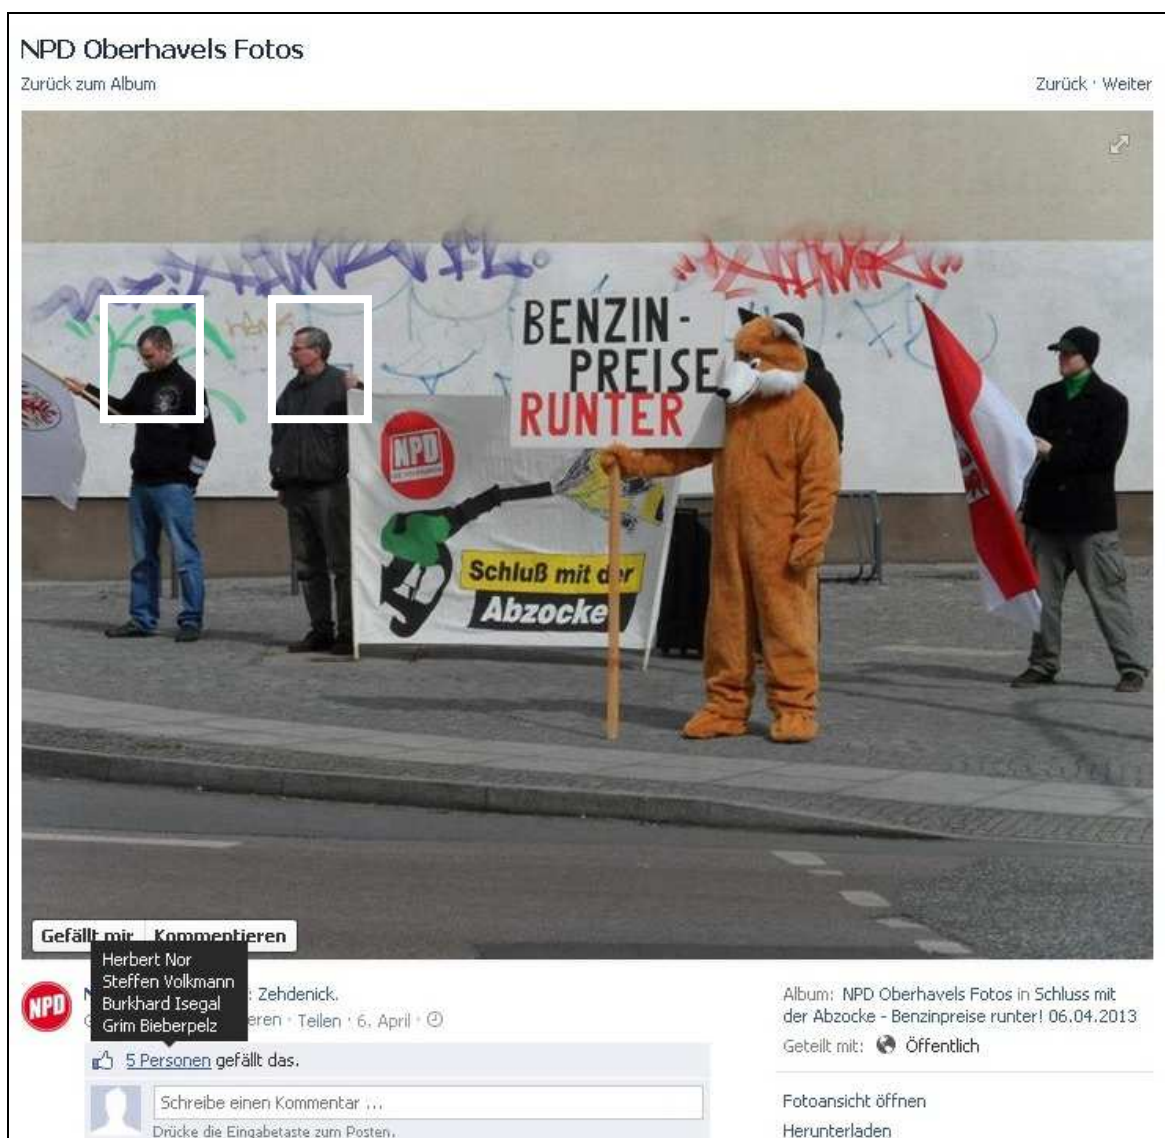 NPD Oberhavels Fotos
Zurück zum Album
Zurück · Weiter
BENZIN-
PREISE
RUNTER
NPD
Schluß mit der
Abzocke
Gefällt mir
Kommentieren
Herbert Nor
Steffen Volkmann
Burkhard Isegal
Grim Bieberpelz
NPD
: Zehdenick.
eren · Teilen · 6. April ·
5 Personen gefällt das.
Schreibe einen Kommentar ...
Drücke die Eingabetaste zum Posten.
Album: NPD Oberhavels Fotos in Schluss mit
der Abzocke - Benzinpreise runter! 06.04.2013
Geteilt mit: Öffentlich
Fotoansicht öffnen
Herunterladen